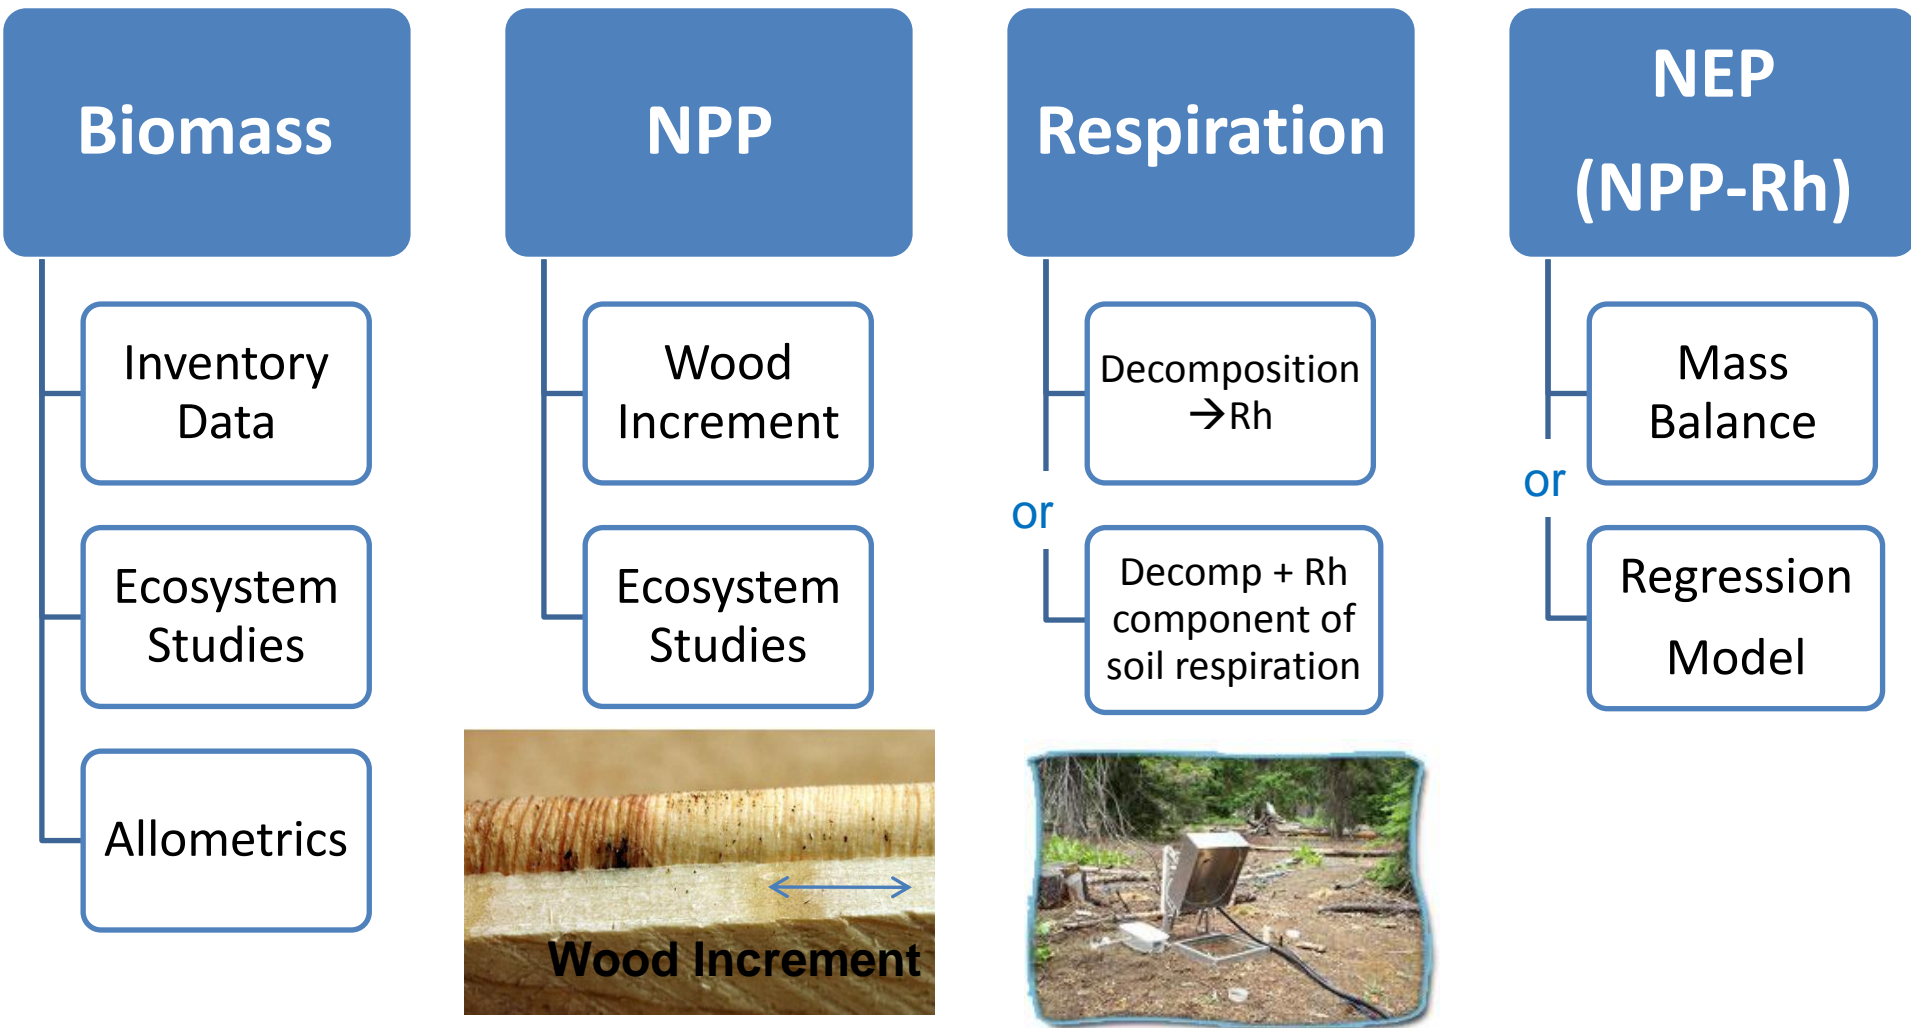 Biomass
Inventory
Data
Ecosystem
Studies
Allometrics
NPP
Wood
Increment
Ecosystem
Studies
Wood Increment
Respiration
Decomposition
→Rh
or
Decomp + Rh
component of
soil respiration
NEP
(NPP-Rh)
Mass
Balance
or
Regression
Model